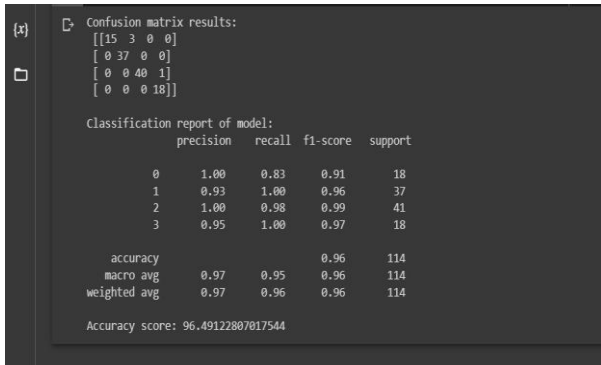 {x}
Confusion matrix results:
[[15 3 0 0]
[ 0 37 0 0]
[ 0 0 40 1]
[ 0 0 0 18]]
Classification report of model:
precision recall f1-score support
0 1.00 0.83 0.91 18
1 0.93 1.00 0.96 37
2 1.00 0.98 0.99 41
3 0.95 1.00 0.97 18
accuracy 0.96 114
macro avg 0.97 0.95 0.96 114
weighted avg 0.97 0.96 0.96 114
Accuracy score: 96.49122807017544